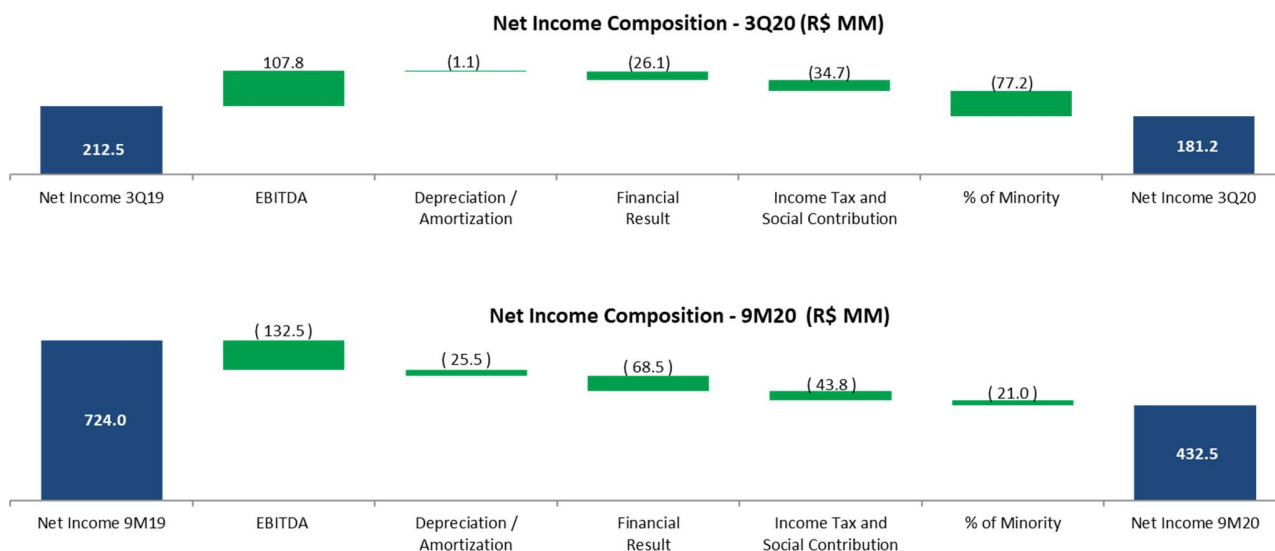 Net Income Composition - 3Q20 (R$ MM)
107.8
(1.1)
(26.1)
(34.7)
(77.2)
212.5
181.2
Net Income 3Q19
EBITDA
Depreciation /
Amortization
Financial
Result
Income Tax and
Social Contribution
% of Minority
Net Income 3Q20
Net Income Composition - 9M20 (R$ MM)
( 132.5 )
( 25.5 )
( 68.5 )
( 43.8 )
( 21.0 )
724.0
432.5
Net Income 9M19
EBITDA
Depreciation /
Amortization
Financial
Result
Income Tax and
Social Contribution
% of Minority
Net Income 9M20